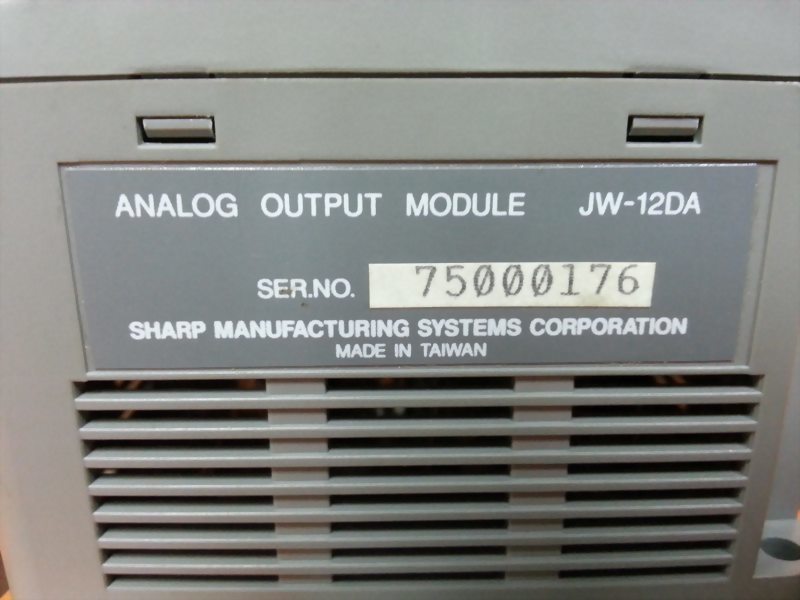 ANALOG OUTPUT MODULE JW-12DA
SER.NO. 75000176
SHARP MANUFACTURING SYSTEMS CORPORATION
MADE IN TAIWAN